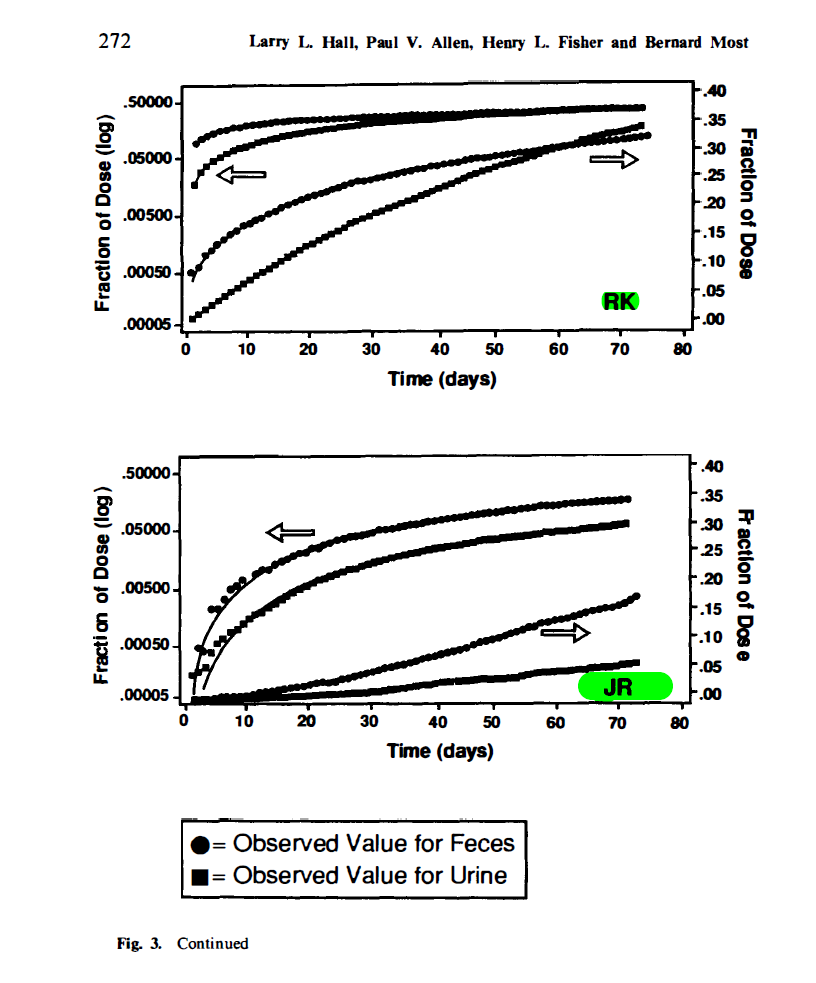 272
Larry L. Hall, Paul V. Allen, Henry L. Fisher and Bernard Most
.50000
.05000
.00500
.00050
.00005
Fraction of Dose (log)
.40
.35
.30
.25
.20
.15
.10
.05
.00
Fraction of Dose
RK
0 10 20 30 40 50 60 70 80
Time (days)
.50000
.05000
.00500
.00050
.00005
Fraction of Dose (log)
.40
.35
.30
.25
.20
.15
.10
.05
.00
Fraction of Dose
JR
0 10 20 30 40 50 60 70 80
Time (days)
●= Observed Value for Feces
■= Observed Value for Urine
Fig. 3. Continued